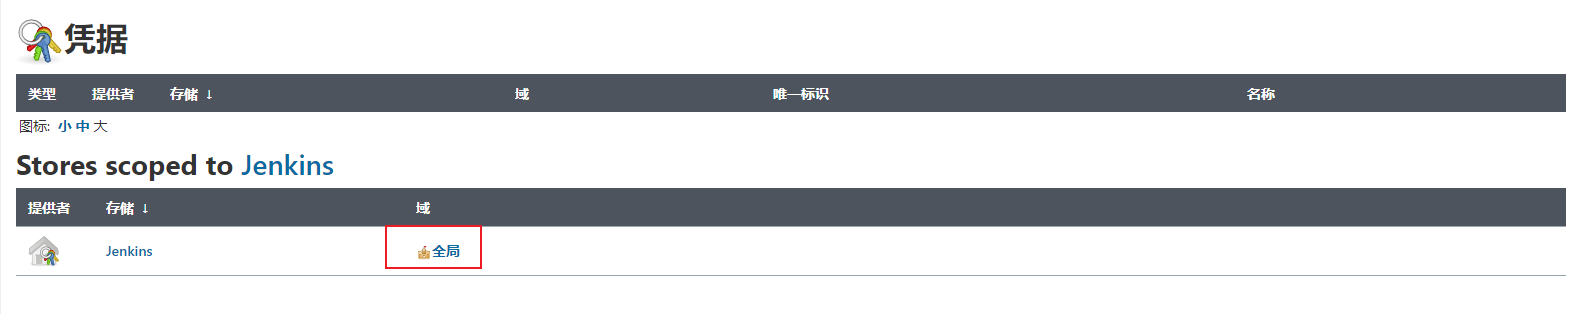 凭据
类型 提供者 存储 ↓ 域 唯一标识 名称
图标: 小 中 大
Stores scoped to Jenkins
提供者 存储 ↓ 域
Jenkins 全局